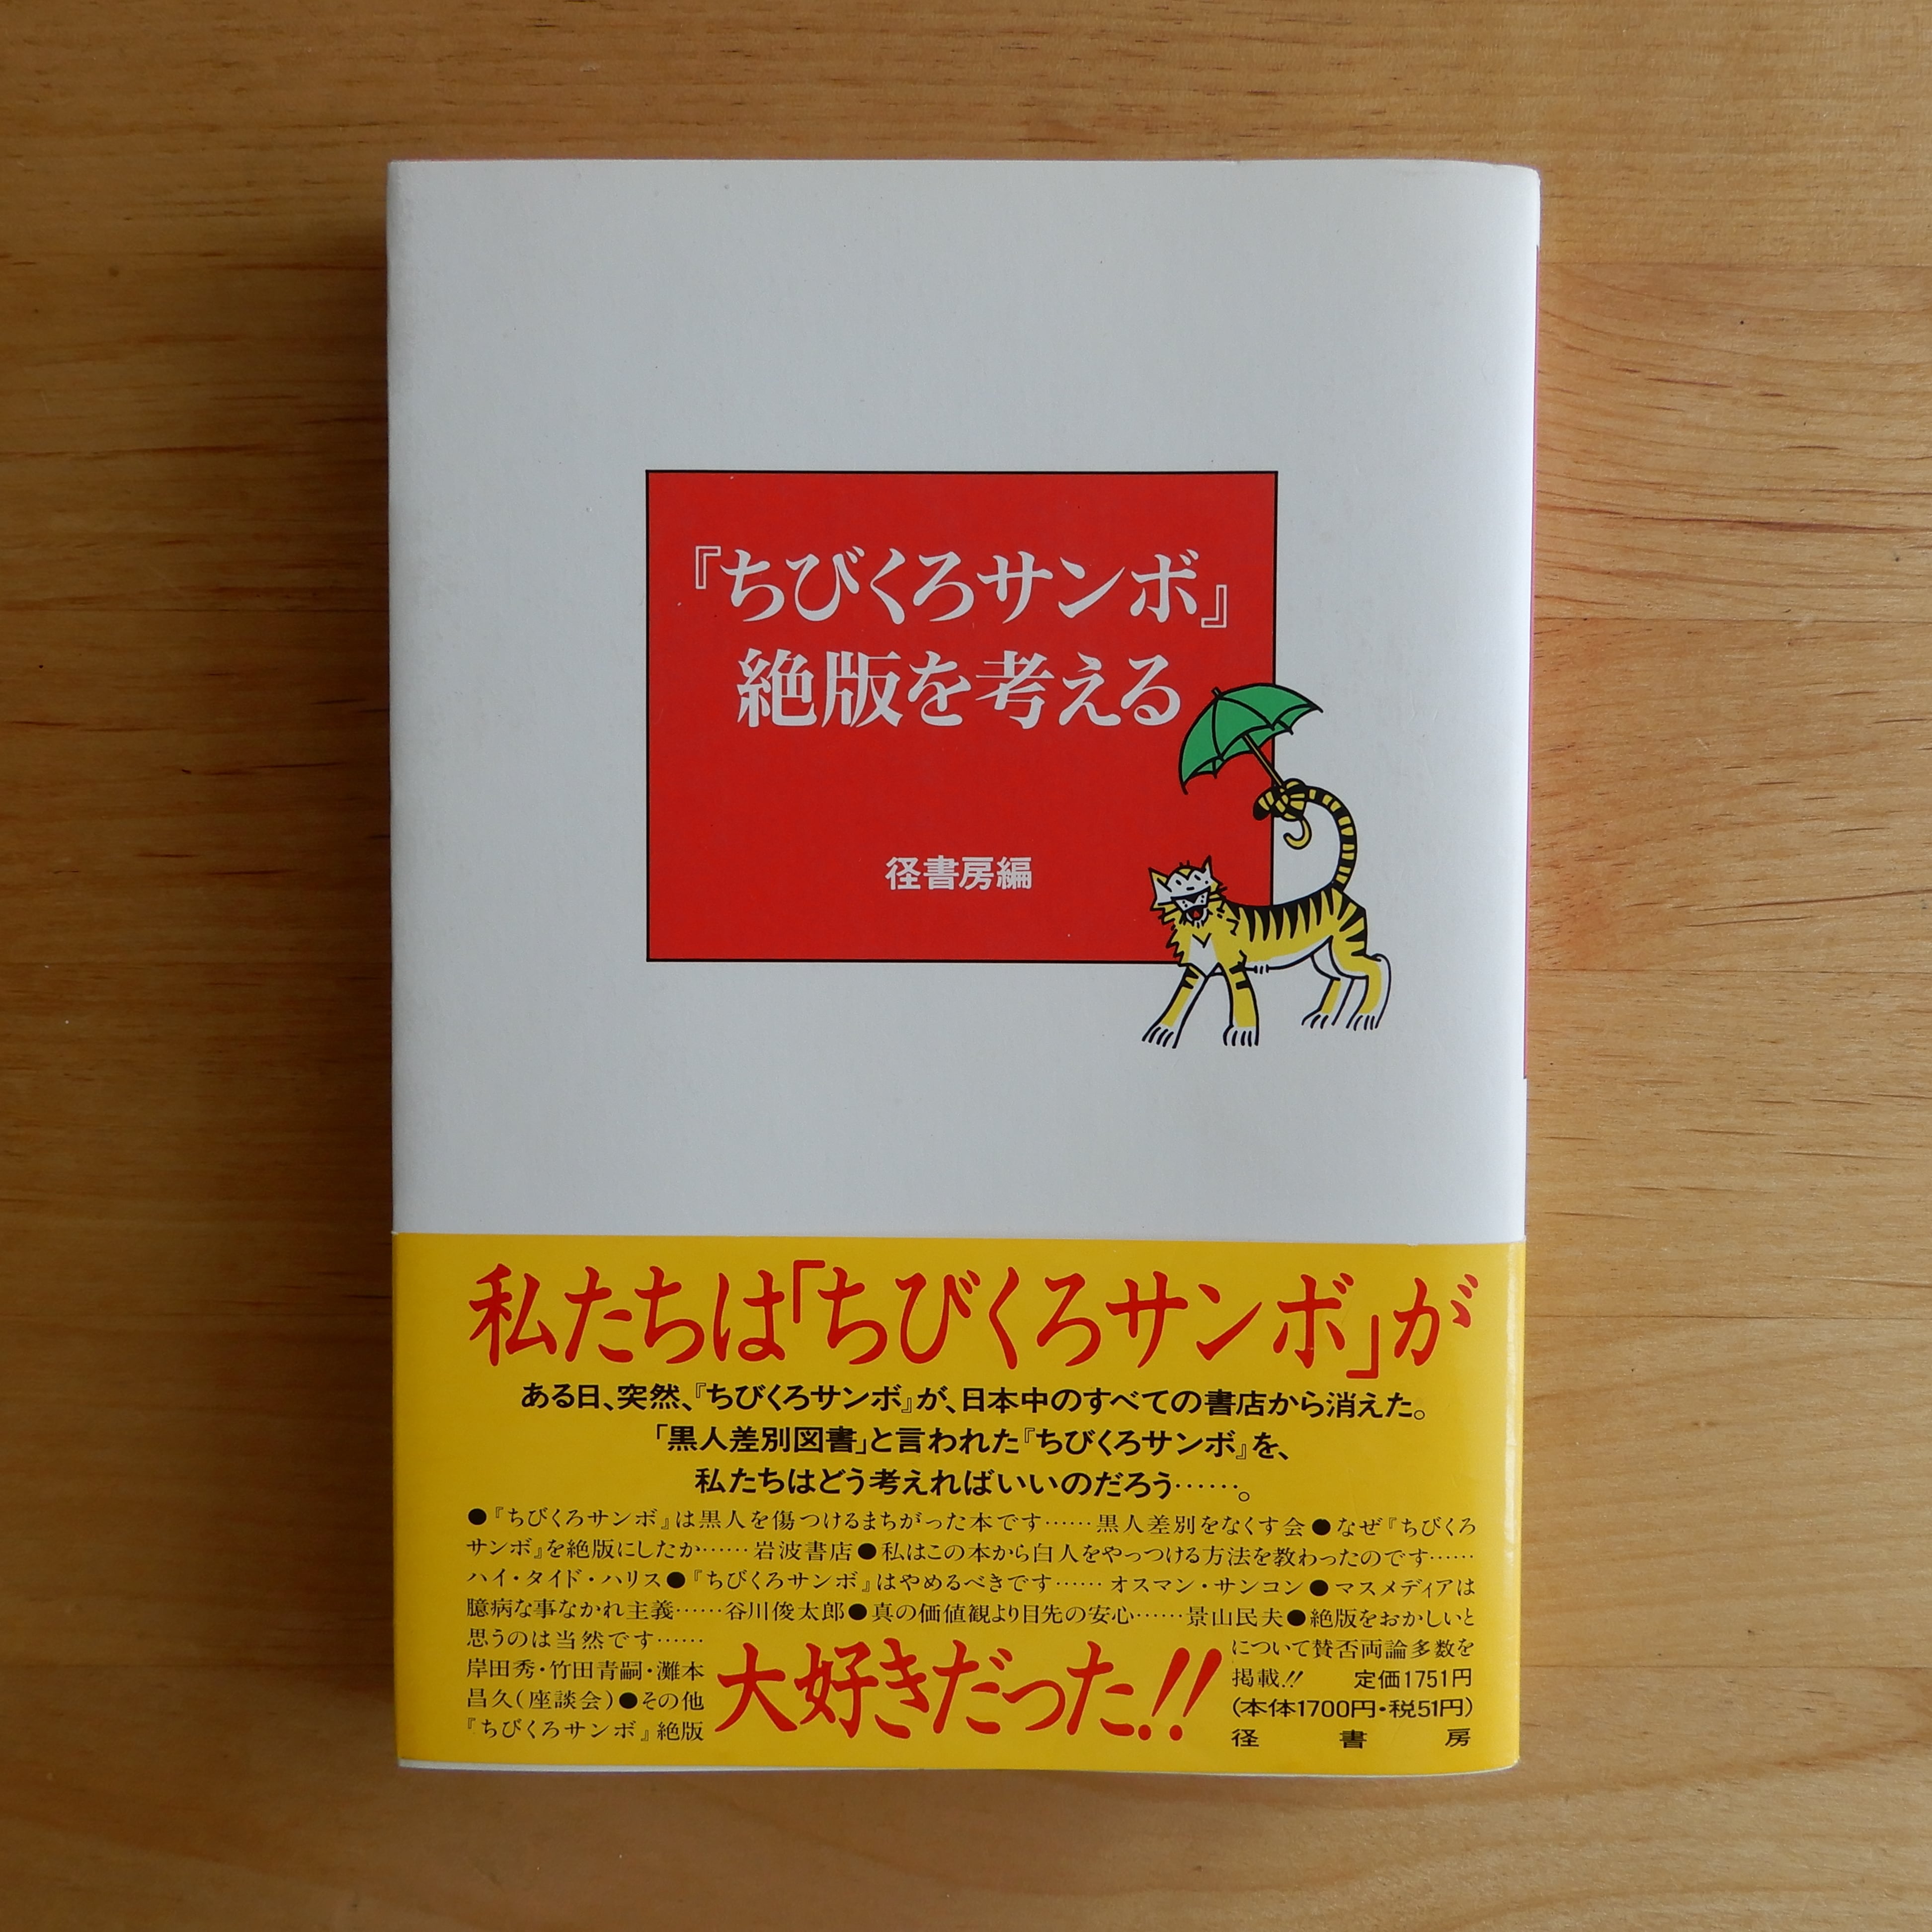 『ちびくろサンボ』
絶版を考える
径書房編
私たちは「ちびくろサンボ」が
ある日、突然、『ちびくろサンボ』が、日本中のすべての書店から消えた。
「黒人差別図書」と言われた『ちびくろサンボ』を、
私たちはどう考えればいいのだろう……。
●『ちびくろサンボ』は黒人を傷つけるまちがった本です……黒人差別をなくす会●なぜ『ちびくろ
サンボ』を絶版にしたか……岩波書店●私はこの本から白人をやっつける方法を教わったのです……
ハイ・タイド・ハリス●『ちびくろサンボ』はやめるべきです……オスマン・サンコン●マスメディアは
臆病な事なかれ主義……谷川俊太郎●真の価値観より目先の安心……景山民夫●絶版をおかしいと
思うのは当然です……
岸田秀・竹田青嗣・灘本
昌久(座談会)●その他
『ちびくろサンボ』絶版
大好きだった!!
について賛否両論多数を
掲載!! 定価1751円
(本体1700円・税51円)
径書房